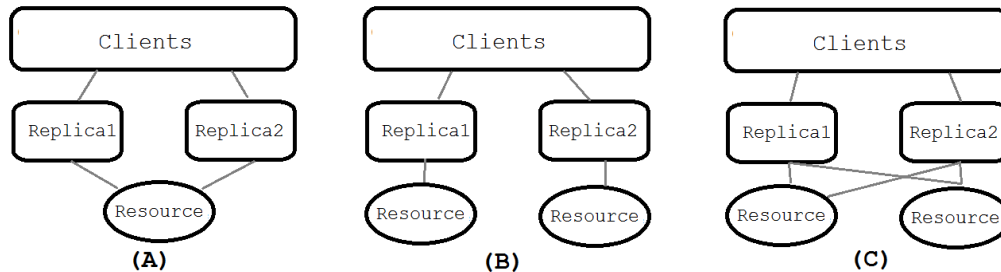 Clients Clients Clients
Replica1 Replica2 Replica1 Replica2 Replica1 Replica2
Resource Resource Resource Resource Resource
(A) (B) (C)